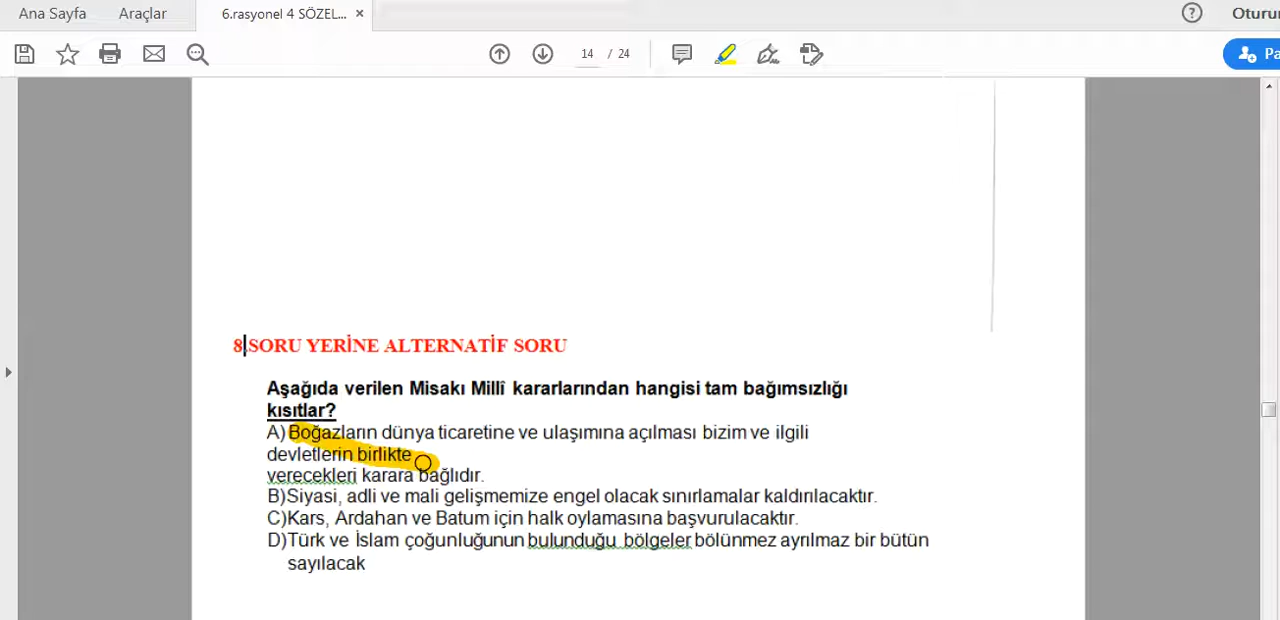 Ana Sayfa Araçlar 6.rasyonel 4 SÖZEL... × ? Oturu
14 / 24 Pa
8.SORU YERİNE ALTERNATİF SORU
Aşağıda verilen Misakı Millî kararlarından hangisi tam bağımsızlığı
kısıtlar?
A)Boğazların dünya ticaretine ve ulaşımına açılması bizim ve ilgili
devletlerin birlikte
verecekleri karara bağlıdır.
B)Siyasi, adli ve mali gelişmemize engel olacak sınırlamalar kaldırılacaktır.
C)Kars, Ardahan ve Batum için halk oylamasına başvurulacaktır.
D)Türk ve İslam çoğunluğunun bulunduğu bölgeler bölünmez ayrılmaz bir bütün
sayılacak